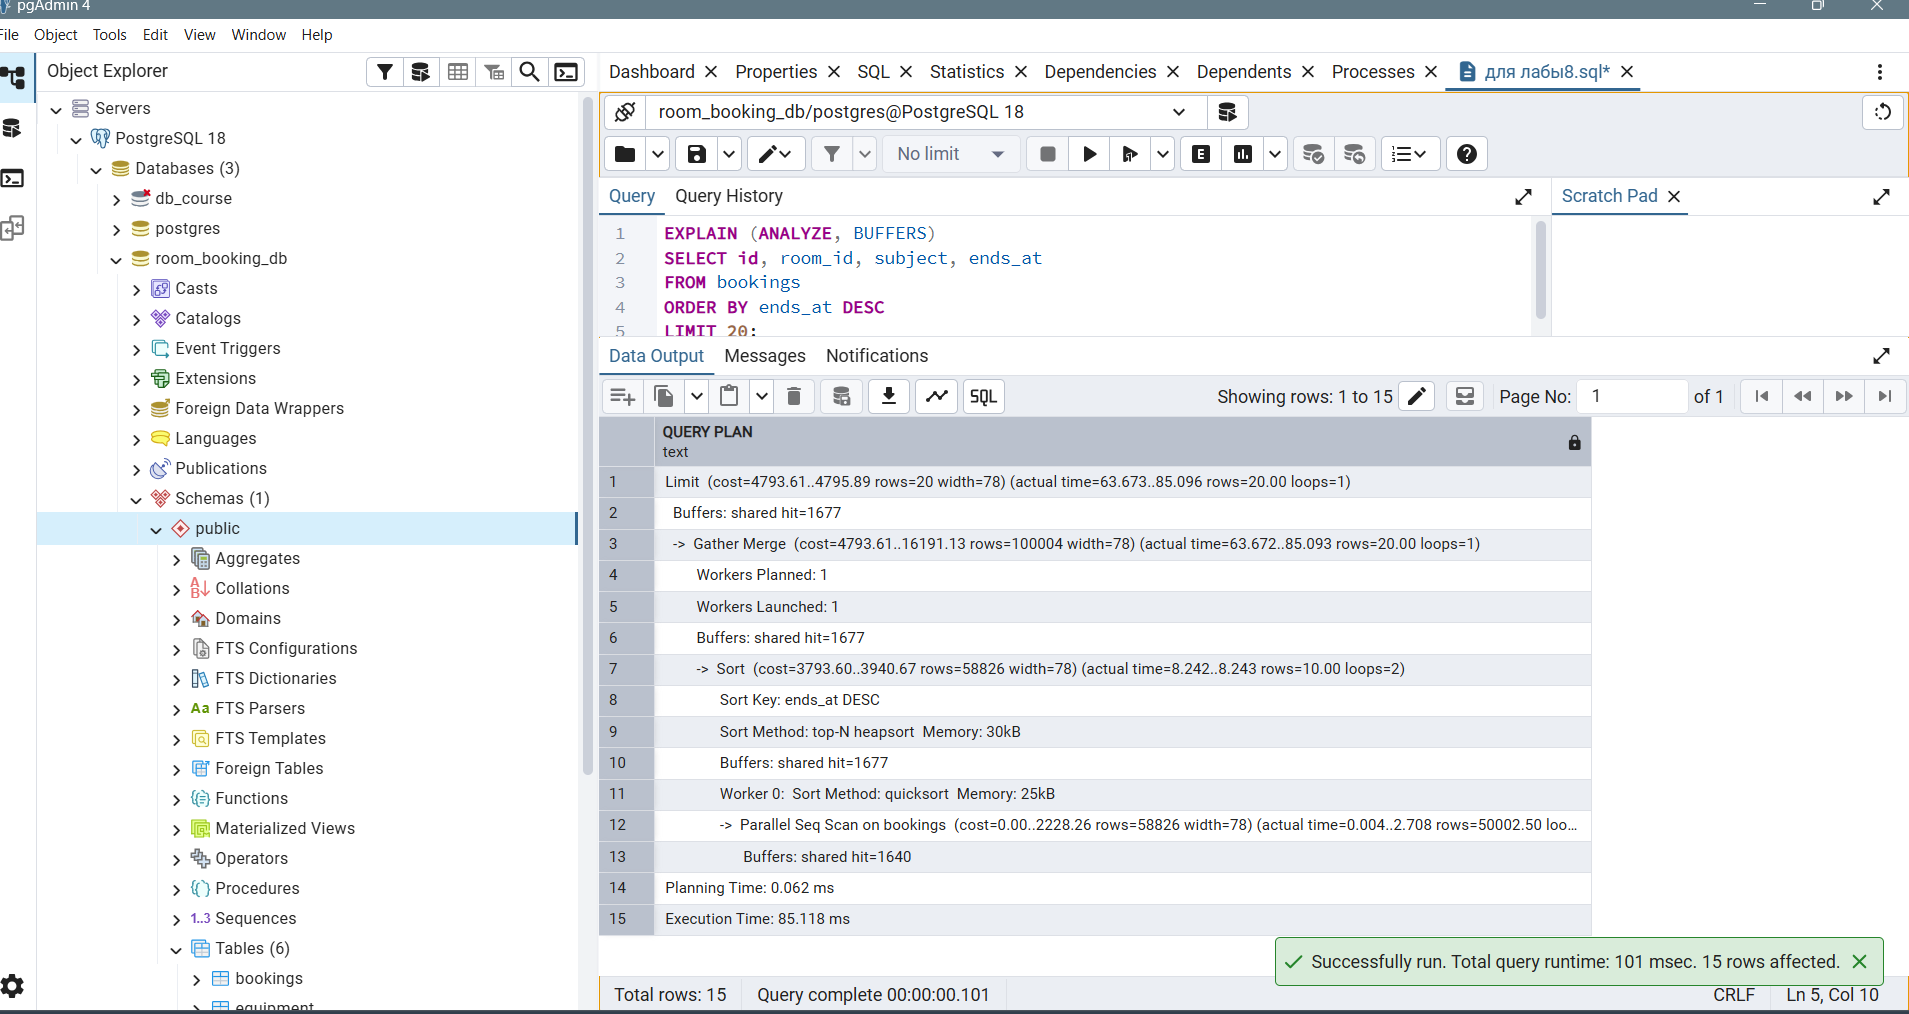 pgAdmin 4
File Object Tools Edit View Window Help
Object Explorer
Servers
PostgreSQL 18
Databases (3)
db_course
postgres
room_booking_db
Casts
Catalogs
Event Triggers
Extensions
Foreign Data Wrappers
Languages
Publications
Schemas (1)
public
Aggregates
Collations
Domains
FTS Configurations
FTS Dictionaries
Aa FTS Parsers
FTS Templates
Foreign Tables
Functions
Materialized Views
Operators
Procedures
1..3 Sequences
Tables (6)
bookings
equipment
Dashboard Properties SQL Statistics Dependencies Dependents Processes для лабы8.sql*
room_booking_db/postgres@PostgreSQL 18
No limit
E
Query Query History
Scratch Pad
1 EXPLAIN (ANALYZE, BUFFERS)
2 SELECT id, room_id, subject, ends_at
3 FROM bookings
4 ORDER BY ends_at DESC
5 LIMIT 20;
Data Output Messages Notifications
SQL Showing rows: 1 to 15 Page No: 1 of 1
QUERY PLAN
text
1 Limit (cost=4793.61..4795.89 rows=20 width=78) (actual time=63.673..85.096 rows=20.00 loops=1)
2 Buffers: shared hit=1677
3 -> Gather Merge (cost=4793.61..16191.13 rows=100004 width=78) (actual time=63.672..85.093 rows=20.00 loops=1)
4 Workers Planned: 1
5 Workers Launched: 1
6 Buffers: shared hit=1677
7 -> Sort (cost=3793.60..3940.67 rows=58826 width=78) (actual time=8.242..8.243 rows=10.00 loops=2)
8 Sort Key: ends_at DESC
9 Sort Method: top-N heapsort Memory: 30kB
10 Buffers: shared hit=1677
11 Worker 0: Sort Method: quicksort Memory: 25kB
12 -> Parallel Seq Scan on bookings (cost=0.00..2228.26 rows=58826 width=78) (actual time=0.004..2.708 rows=50002.50 loo...
13 Buffers: shared hit=1640
14 Planning Time: 0.062 ms
15 Execution Time: 85.118 ms
Successfully run. Total query runtime: 101 msec. 15 rows affected.
Total rows: 15 Query complete 00:00:00.101 CRLF Ln 5, Col 10